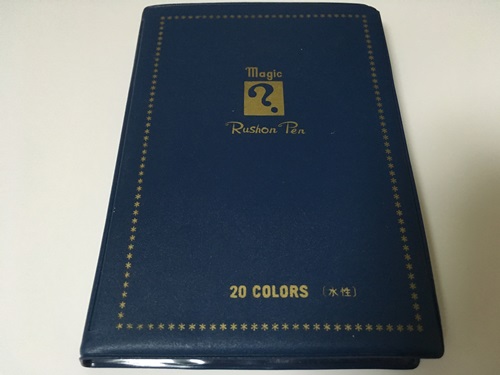 Magic
?
Rushon Pen
20 COLORS (水性)